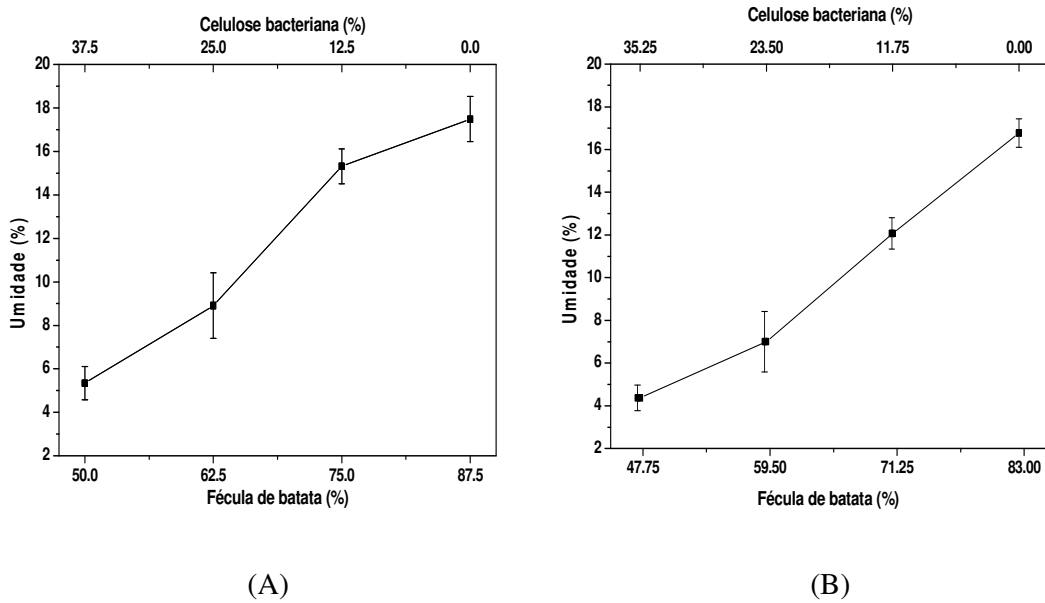 Celulose bacteriana (%)
37.5 25.0 12.5 0.0
20
18
16
14
12
10
8
6
4
2
Umidade (%)
50.0 62.5 75.0 87.5
Fécula de batata (%)
(A)
Celulose bacteriana (%)
35.25 23.50 11.75 0.00
20
18
16
14
12
10
8
6
4
2
Umidade (%)
47.75 59.50 71.25 83.00
Fécula de batata (%)
(B)